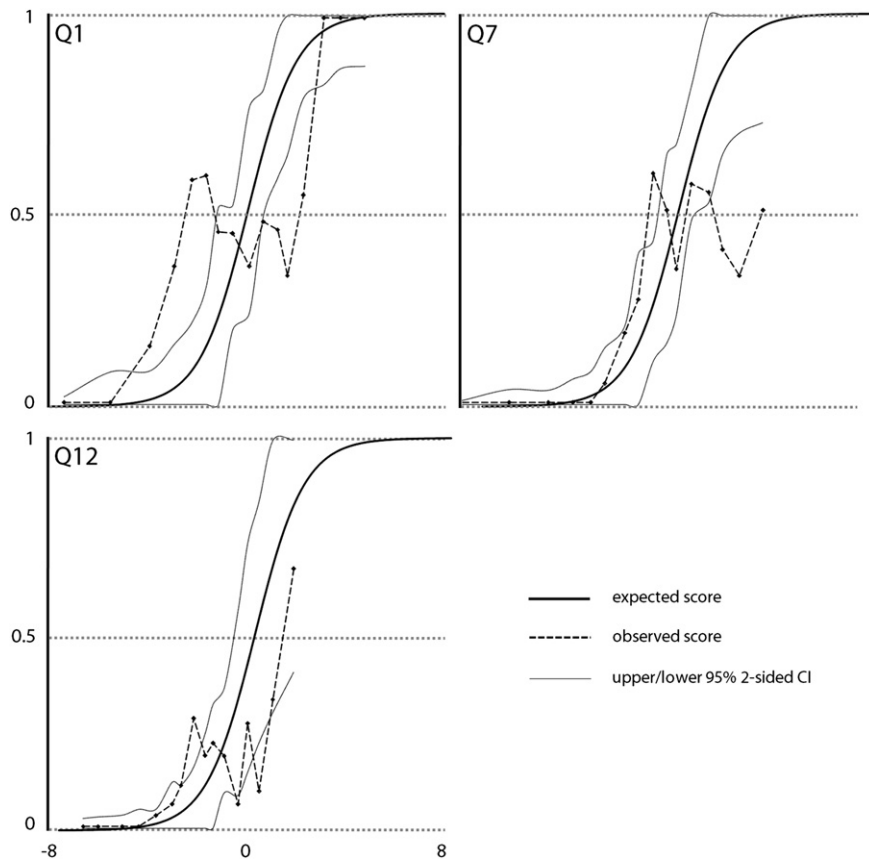 1
Q1
Q7
0.5
0
1
Q12
0.5
0
-8
0
8
expected score
observed score
upper/lower 95% 2-sided CI